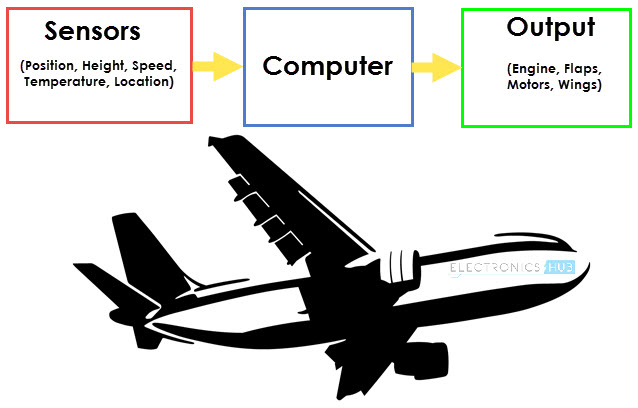 Sensors
(Position, Height, Speed,
Temperature, Location)
Computer
Output
(Engine, Flaps,
Motors, Wings)
ELECTRONICS HUB